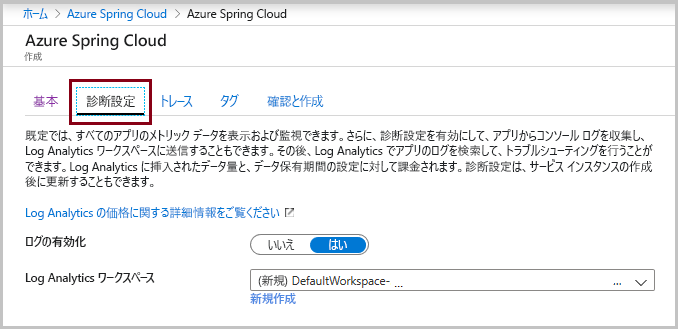 ホーム > Azure Spring Cloud > Azure Spring Cloud
Azure Spring Cloud
作成
基本 診断設定 トレース タグ 確認と作成
既定では、すべてのアプリのメトリック データを表示および監視できます。さらに、診断設定を有効にして、アプリからコンソール ログを収集し、
Log Analytics ワークスペースに送信することもできます。その後、Log Analytics でアプリのログを検索して、トラブルシューティングを行うことが
できます。Log Analytics に挿入されたデータ量と、データ保有期間の設定に対して課金されます。診断設定は、サービス インスタンスの作成
後に更新することもできます。
Log Analytics の価格に関する詳細情報をご覧ください
ログの有効化 いいえ はい
Log Analytics ワークスペース (新規) DefaultWorkspace- ... ...
新規作成